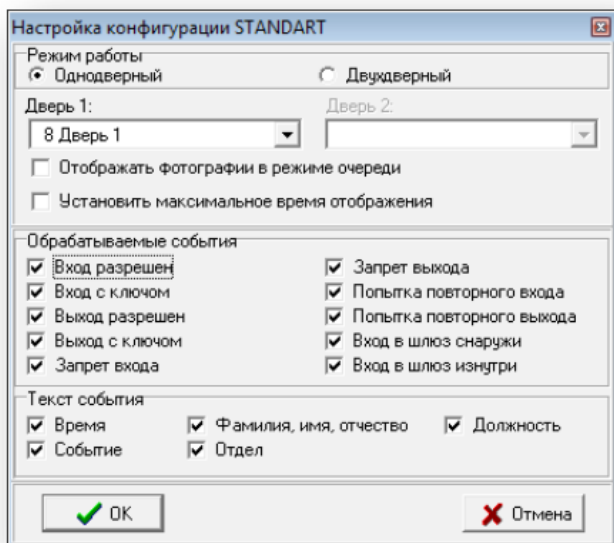 Настройка конфигурации STANDART
Режим работы
Однодверный Двухдверный
Дверь 1: Дверь 2:
8 Дверь 1
Отображать фотографии в режиме очереди
Установить максимальное время отображения
Обрабатываемые события
Вход разрешен Запрет выхода
Вход с ключом Попытка повторного входа
Выход разрешен Попытка повторного выхода
Выход с ключом Вход в шлюз снаружи
Запрет входа Вход в шлюз изнутри
Текст события
Время Фамилия, имя, отчество Должность
Событие Отдел
OK Отмена